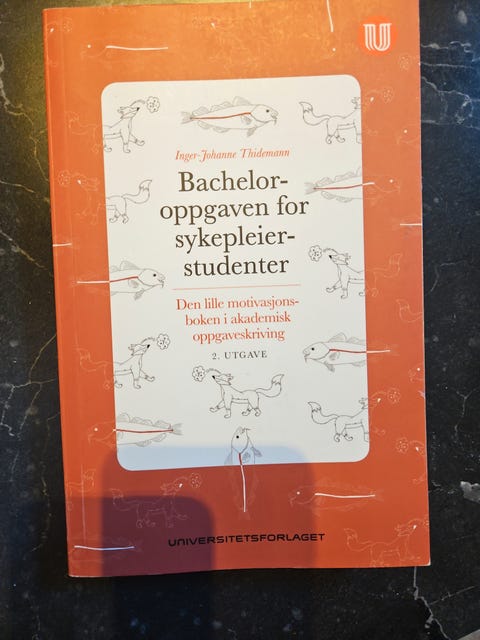 U
Inger-Johanne Thidemann
Bachelor-
oppgaven for
sykepleier-
studenter
Den lille motivasjons-
boken i akademisk
oppgaveskriving
2. UTGAVE
UNIVERSITETSFORLAGET